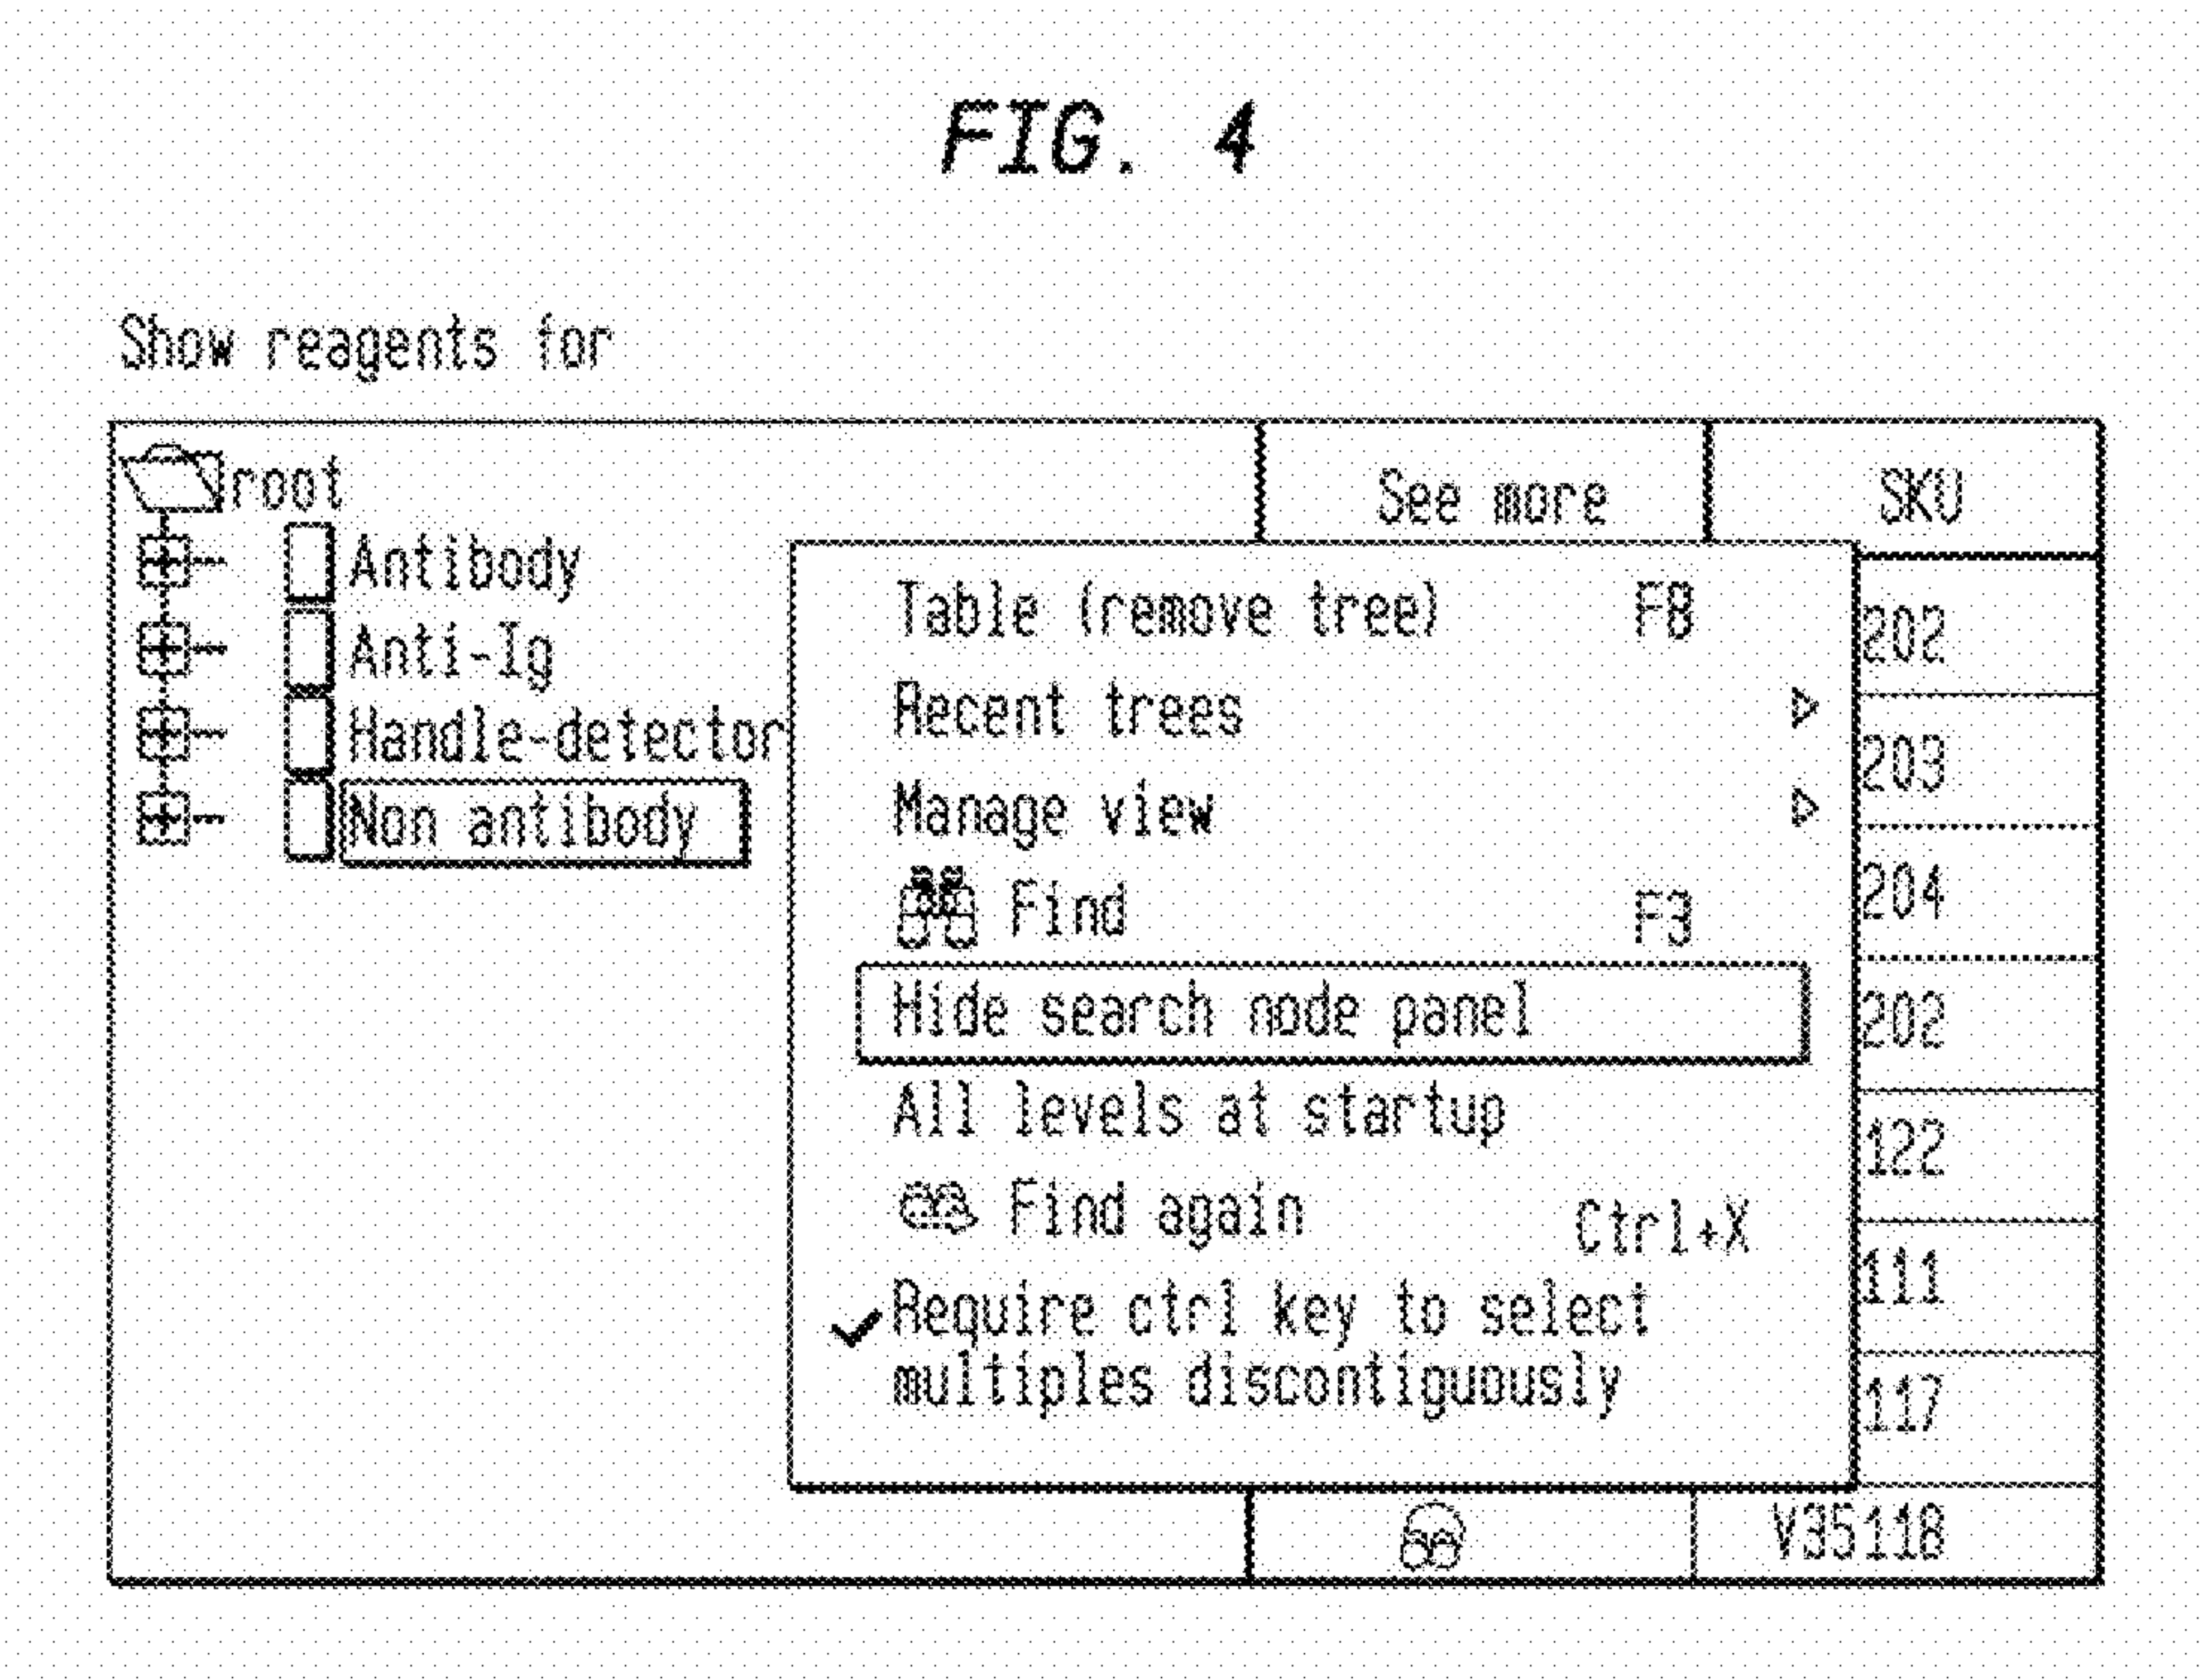 FIG. 4
Show reagents for
root
See more
SKU
Antibody
Anti-Ig
Handle-detector
Non antibody
Table (remove tree) F8
Recent trees
Manage view
Find F3
Hide search node panel
All levels at startup
Find again Ctrl+X
Require ctrl key to select
multiples discontiguously
202
203
204
202
122
111
117
V35118